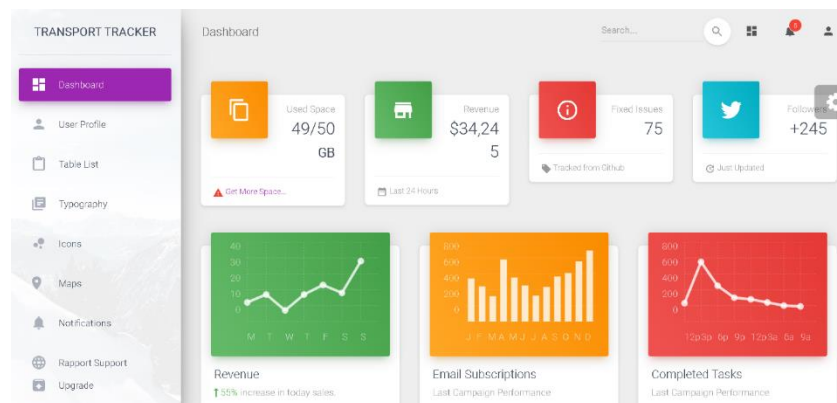 TRANSPORT TRACKER
Dashboard
User Profile
Table List
Typography
Icons
Maps
Notifications
Rapport Support
Upgrade
Dashboard
Search...
Used Space
49/50
GB
Get More Space...
Revenue
$34,24
5
Last 24 Hours
Fixed Issues
75
Tracked from Github
Followers
+245
Just Updated
40
30
20
10
0
M T W T F S S
Revenue
55% increase in today sales.
800
600
400
200
0
J F M A M J J A S O N D
Email Subscriptions
Last Campaign Performance
800
600
400
200
0
12p 3p 6p 9p 12p 3a 6a 9a
Completed Tasks
Last Campaign Performance